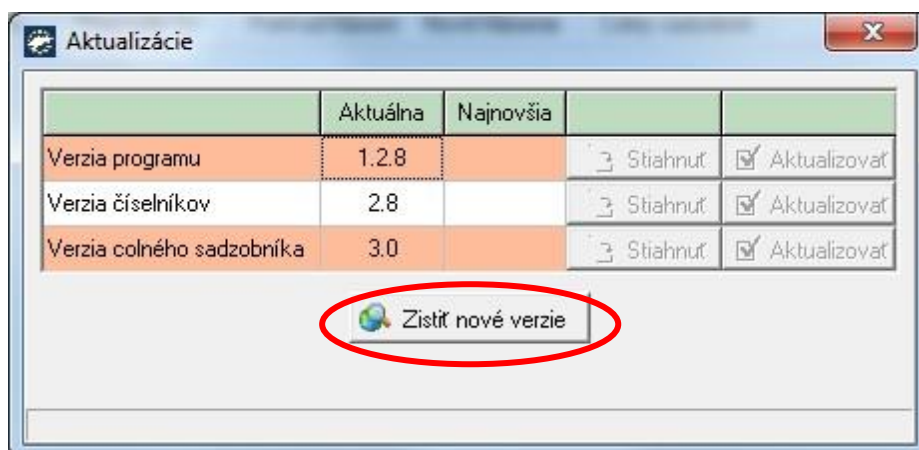 Aktualizácie
Aktuálna Najnovšia
Verzia programu 1.2.8 Stiahnuť Aktualizovať
Verzia číselníkov 2.8 Stiahnuť Aktualizovať
Verzia colného sadzobníka 3.0 Stiahnuť Aktualizovať
Zistiť nové verzie